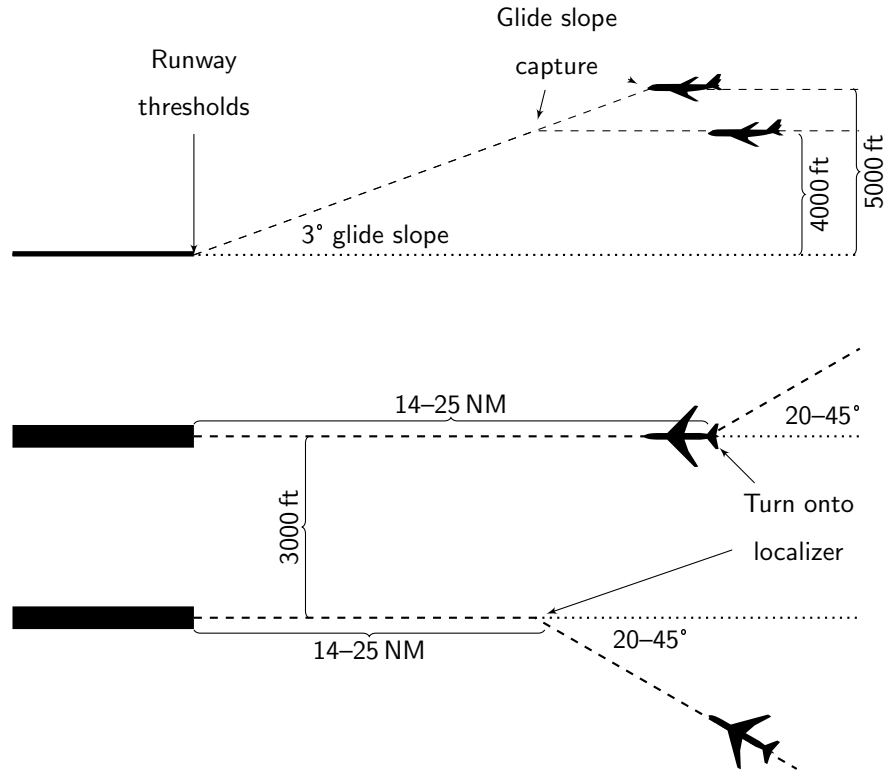 Glide slope
capture
Runway
thresholds
4000 ft
5000 ft
3° glide slope
14–25 NM
20–45°
3000 ft
Turn onto
localizer
14–25 NM
20–45°